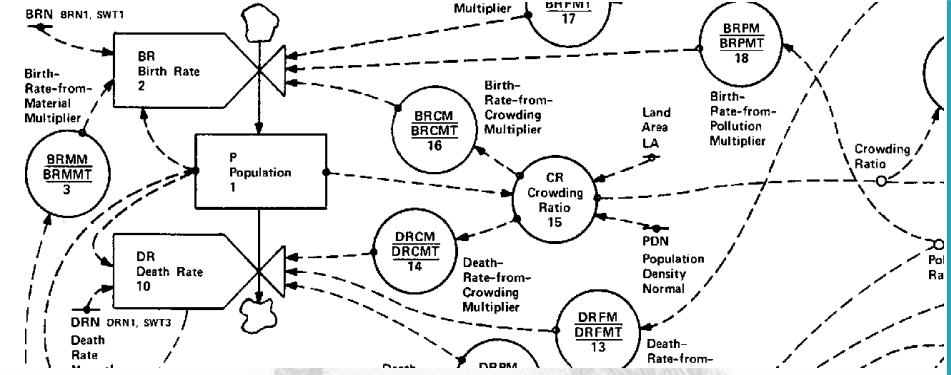 BRN BRN1, SWT1
Multiplier
BRFMT
17
BR
Birth Rate
2
BRPM
BRPMT
18
Birth-
Rate-from-
Material
Multiplier
Birth-
Rate-from-
Crowding
Multiplier
Birth-
Rate-from-
Pollution
Multiplier
Land
Area
LA
BRCM
BRCMT
16
BRMM
BRMMT
3
P
Population
1
Crowding
Ratio
CR
Crowding
Ratio
15
DRCM
DRCMT
14
PDN
Population
Density
Normal
DR
Death Rate
10
Death-
Rate-from-
Crowding
Multiplier
DRN DRN1, SWT3
Death
Rate
DRFM
DRFMT
13
Death-
Rate-from-
Death-
DRPM